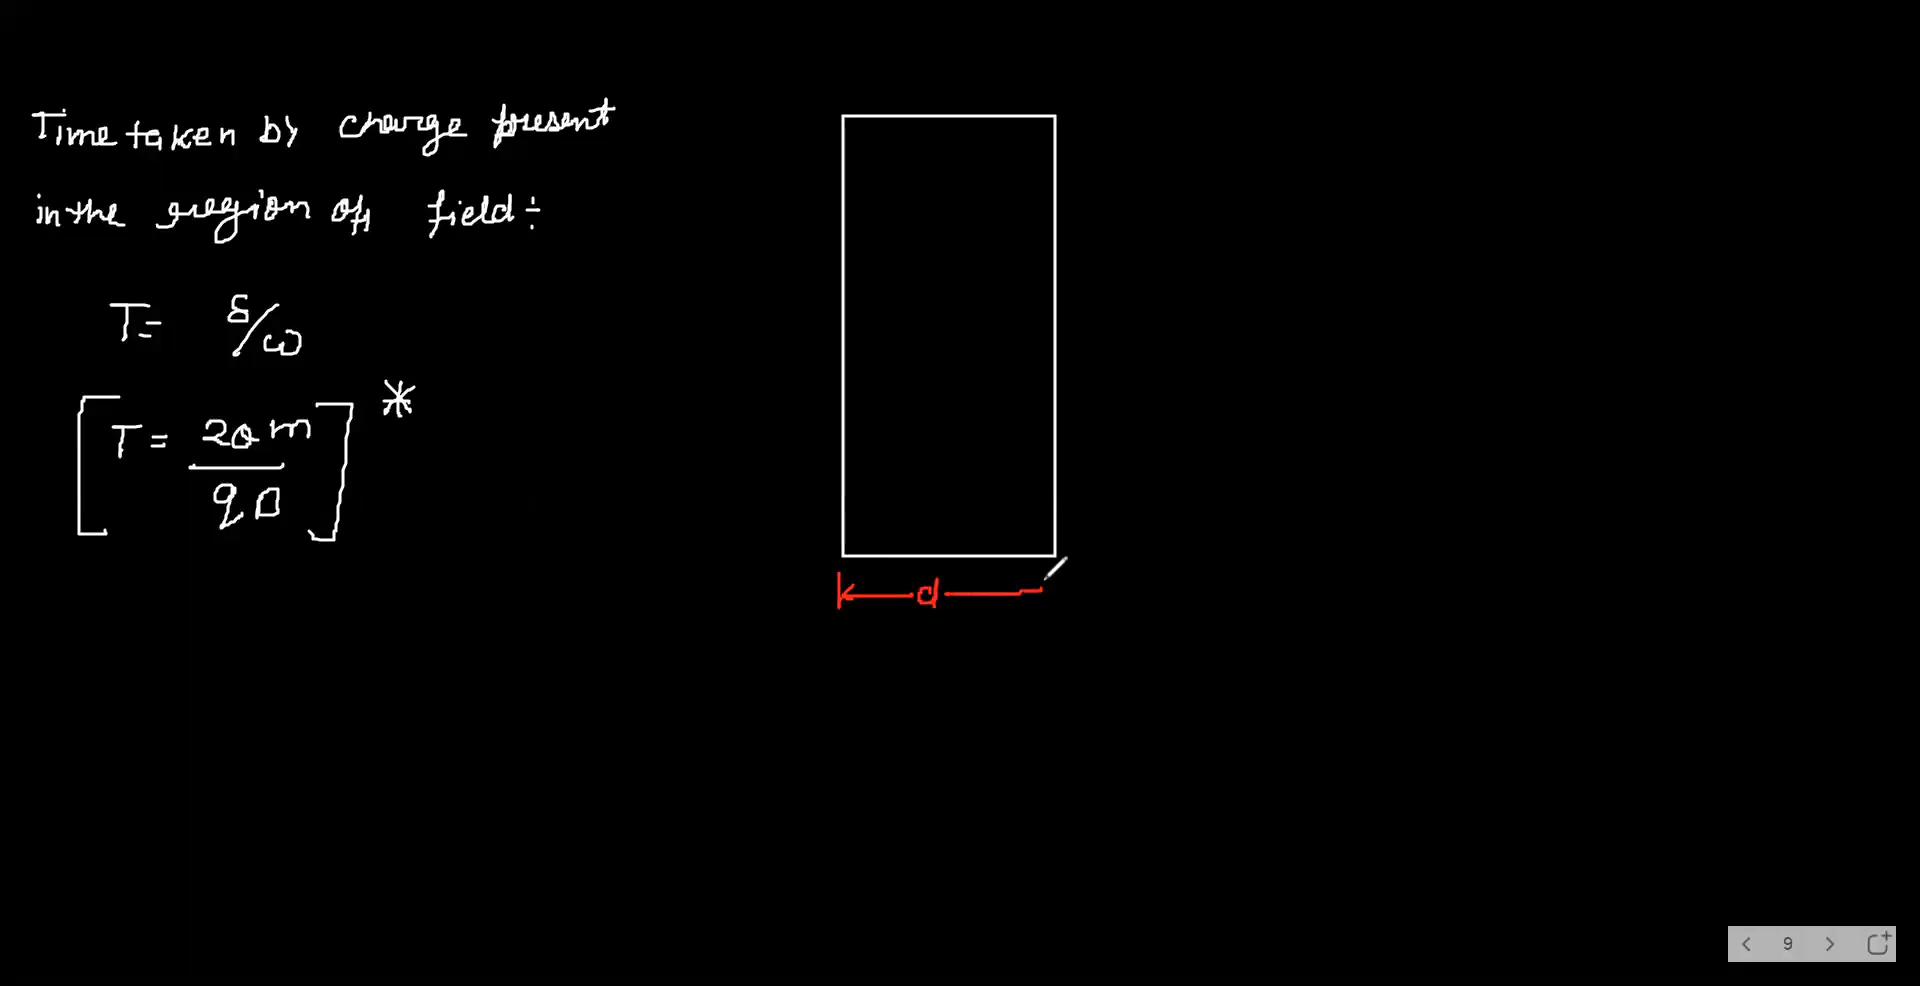 Time taken by charge present
in the region of field ÷
T = δ/ω
T = 2θm / qB
*
d
9